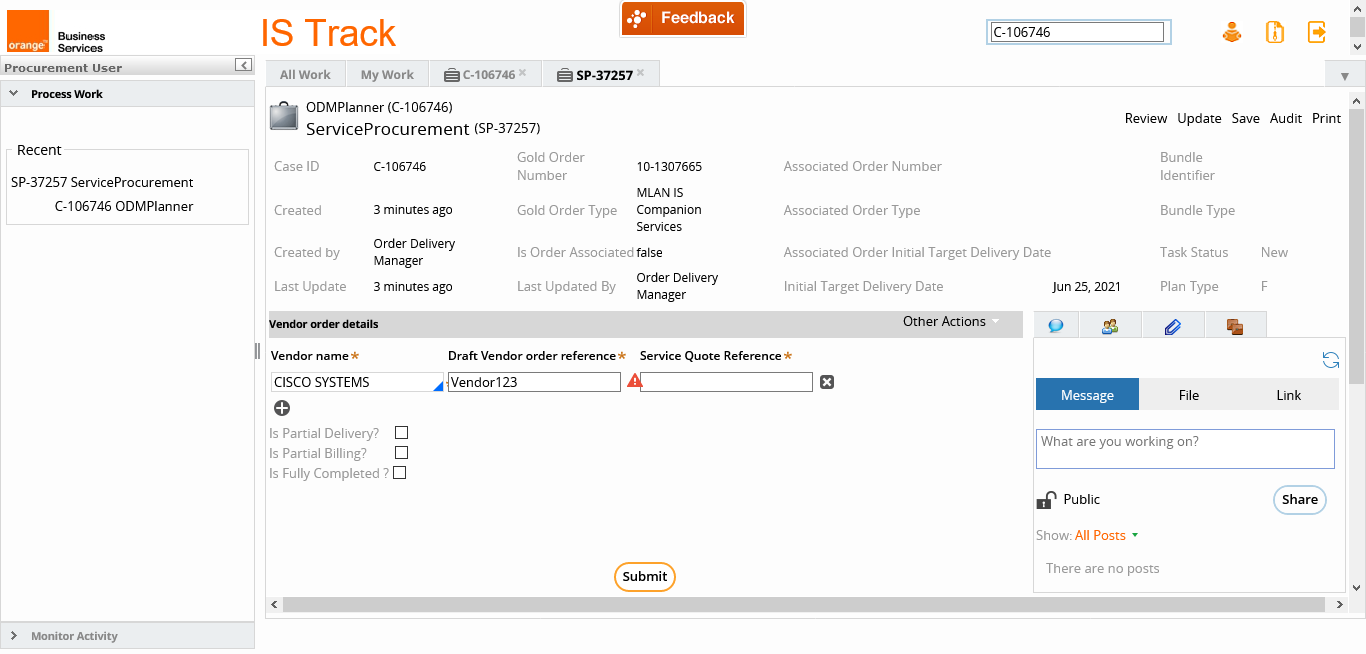 orange™
Business
Services
IS Track
Feedback
C-106746
Procurement User
Process Work
Recent
SP-37257 ServiceProcurement
C-106746 ODMPlanner
Monitor Activity
All Work
My Work
C-106746
SP-37257
ODMPlanner (C-106746)
ServiceProcurement (SP-37257)
Review Update Save Audit Print
Case ID
C-106746
Gold Order
Number
10-1307665
Associated Order Number
Bundle
Identifier
Created
3 minutes ago
Gold Order Type
MLAN IS
Companion
Services
Associated Order Type
Bundle Type
Created by
Order Delivery
Manager
Is Order Associated
false
Associated Order Initial Target Delivery Date
Task Status
New
Last Update
3 minutes ago
Last Updated By
Order Delivery
Manager
Initial Target Delivery Date
Jun 25, 2021
Plan Type
F
Vendor order details
Other Actions
Vendor name*
Draft Vendor order reference*
Service Quote Reference*
CISCO SYSTEMS
Vendor123
Is Partial Delivery?
Is Partial Billing?
Is Fully Completed ?
Submit
Message
File
Link
What are you working on?
Public
Share
Show: All Posts
There are no posts